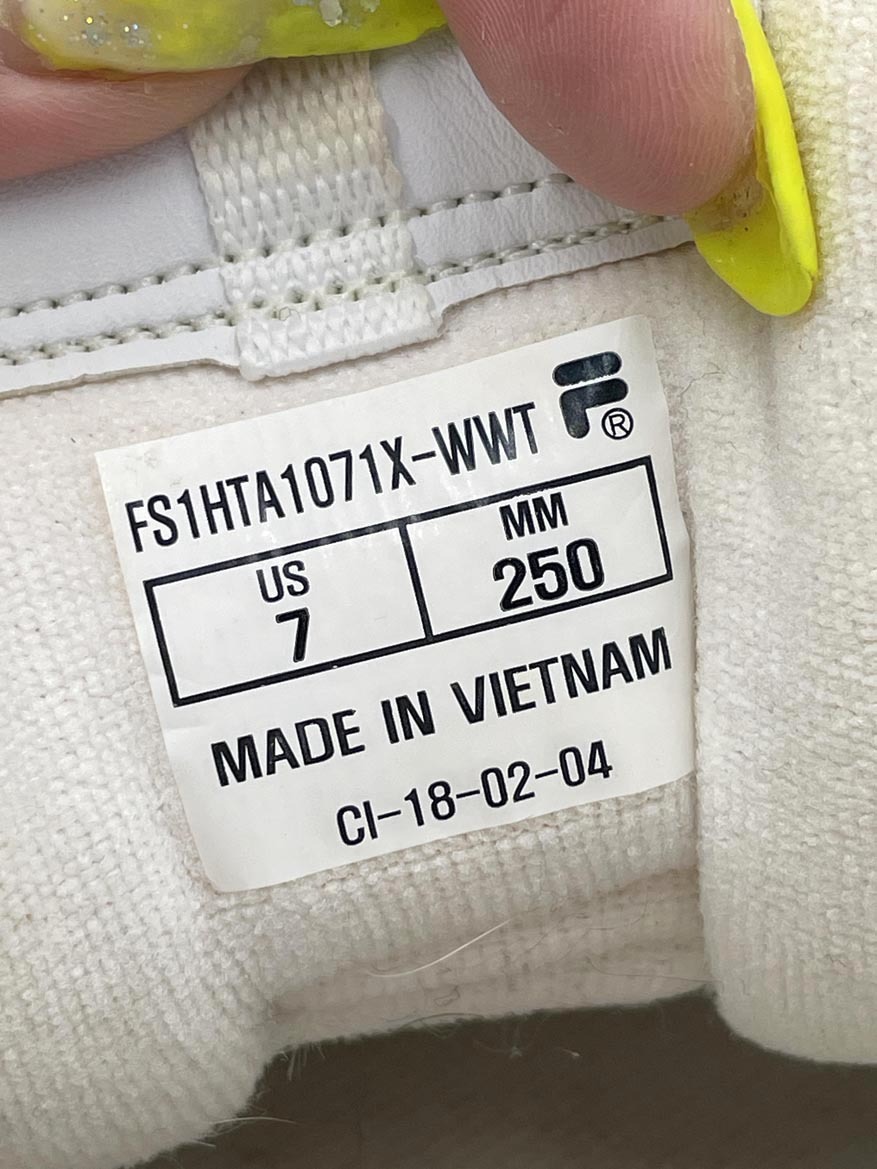 FS1HTA1071X-WWT F®
US MM
7 250
MADE IN VIETNAM
CI-18-02-04